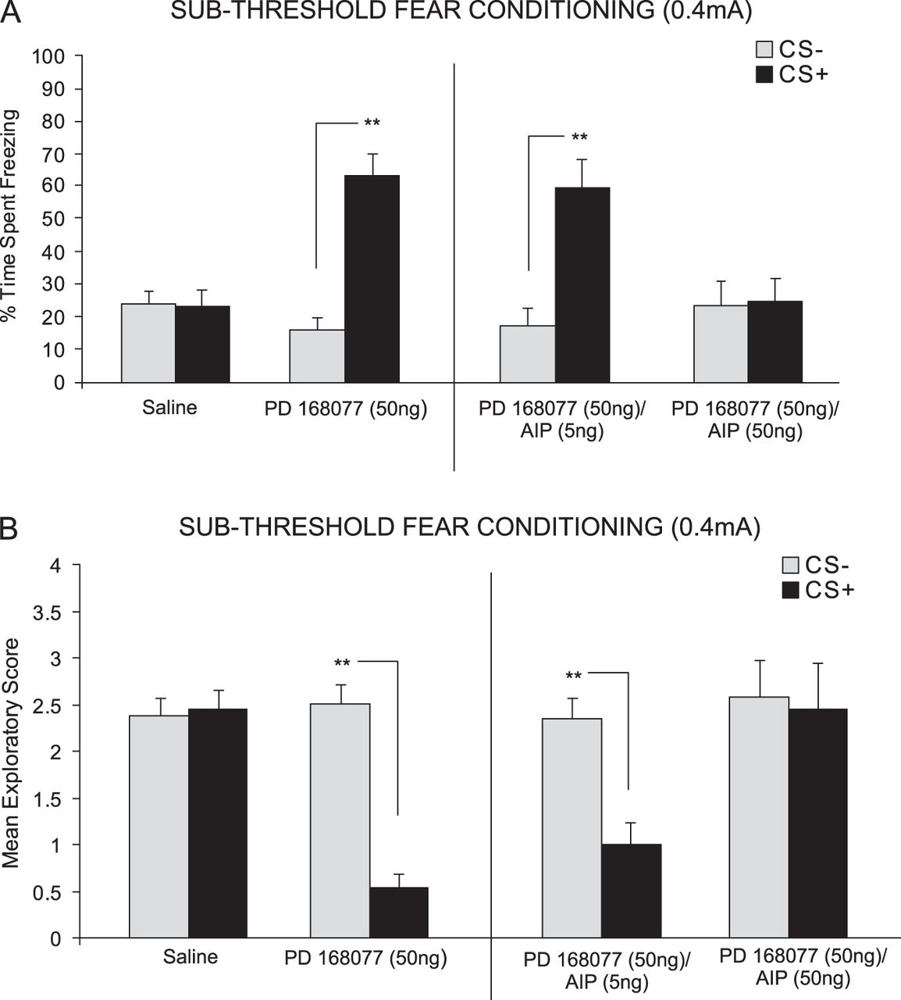 A
SUB-THRESHOLD FEAR CONDITIONING (0.4mA)
CS-
CS+
% Time Spent Freezing
100
90
80
70
60
50
40
30
20
10
0
**
**
Saline
PD 168077 (50ng)
PD 168077 (50ng)/
AIP (5ng)
PD 168077 (50ng)/
AIP (50ng)
B
SUB-THRESHOLD FEAR CONDITIONING (0.4mA)
CS-
CS+
Mean Exploratory Score
4
3.5
3
2.5
2
1.5
1
0.5
0
**
**
Saline
PD 168077 (50ng)
PD 168077 (50ng)/
AIP (5ng)
PD 168077 (50ng)/
AIP (50ng)